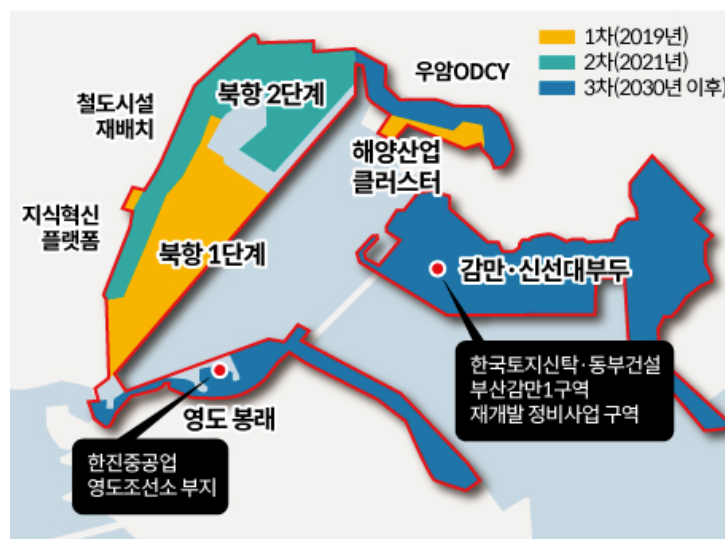 1차(2019년)
2차(2021년)
3차(2030년 이후)
우암ODCY
북항 2단계
철도시설
재배치
해양산업
클러스터
지식혁신
플랫폼
북항 1단계
감만·신선대부두
한국토지신탁·동부건설
부산감만1구역
재개발 정비사업 구역
영도 봉래
한진중공업
영도조선소 부지